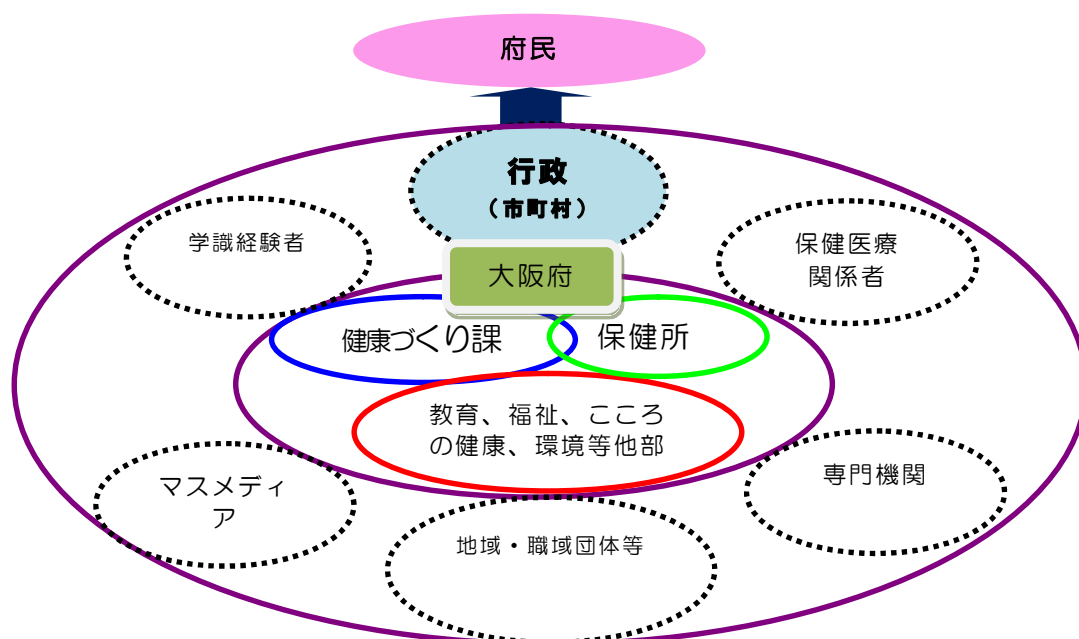 府民
行政
（市町村）
学識経験者
保健医療
関係者
大阪府
健康づくり課
保健所
教育、福祉、こころ
の健康、環境等他部
マスメディ
ア
専門機関
地域・職域団体等